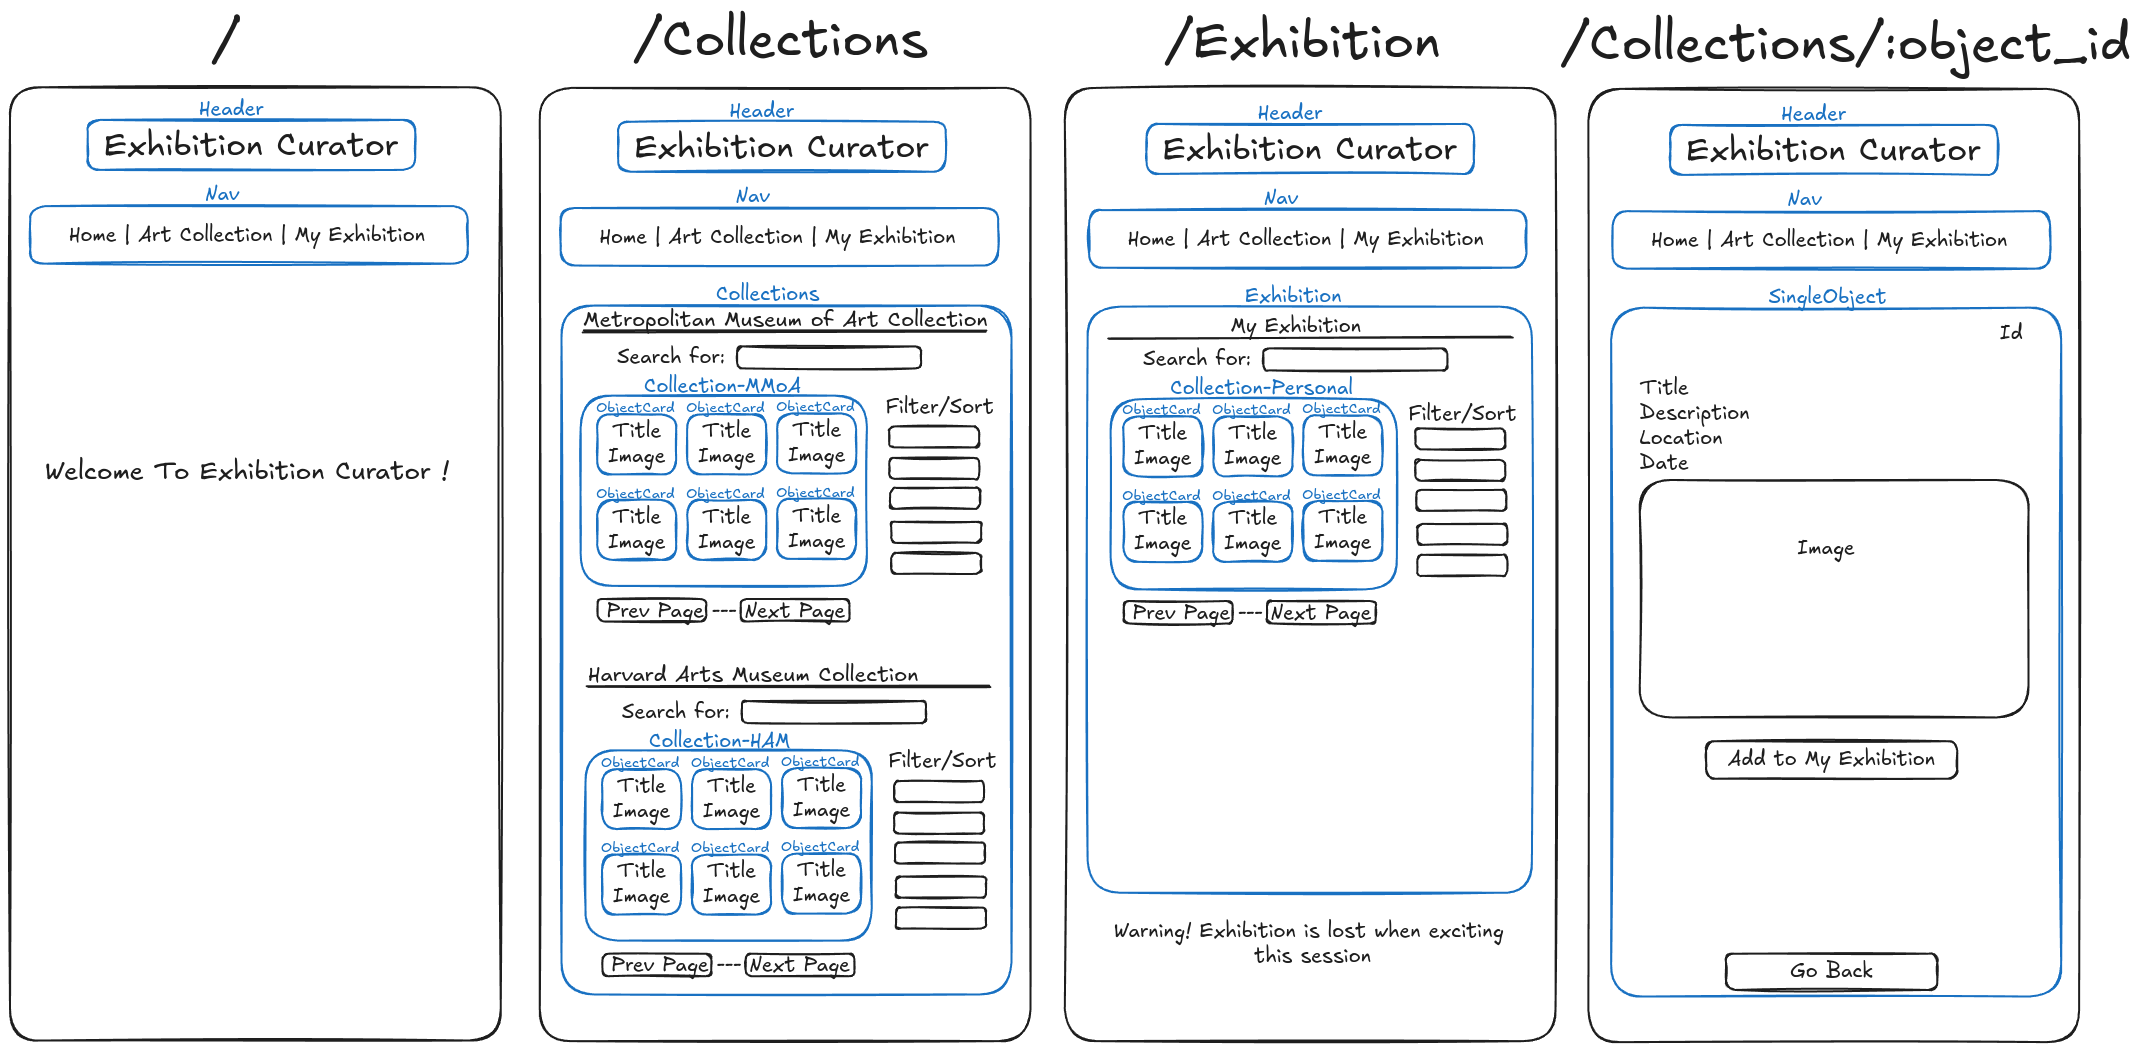 /
Header
Exhibition Curator
Nav
Home | Art Collection | My Exhibition
Welcome To Exhibition Curator !
/Collections
Header
Exhibition Curator
Nav
Home | Art Collection | My Exhibition
Collections
Metropolitan Museum of Art Collection
Search for:
Collection-MMoA
Filter/Sort
ObjectCard ObjectCard ObjectCard
Title Title Title
Image Image Image
ObjectCard ObjectCard ObjectCard
Title Title Title
Image Image Image
Prev Page --- Next Page
Harvard Arts Museum Collection
Search for:
Collection-HAM
Filter/Sort
ObjectCard ObjectCard ObjectCard
Title Title Title
Image Image Image
ObjectCard ObjectCard ObjectCard
Title Title Title
Image Image Image
Prev Page --- Next Page
/Exhibition
Header
Exhibition Curator
Nav
Home | Art Collection | My Exhibition
Exhibition
My Exhibition
Search for:
Collection-Personal
Filter/Sort
ObjectCard ObjectCard ObjectCard
Title Title Title
Image Image Image
ObjectCard ObjectCard ObjectCard
Title Title Title
Image Image Image
Prev Page --- Next Page
Warning! Exhibition is lost when exciting
this session
/Collections/:object_id
Header
Exhibition Curator
Nav
Home | Art Collection | My Exhibition
SingleObject
Id
Title
Description
Location
Date
Image
Add to My Exhibition
Go Back